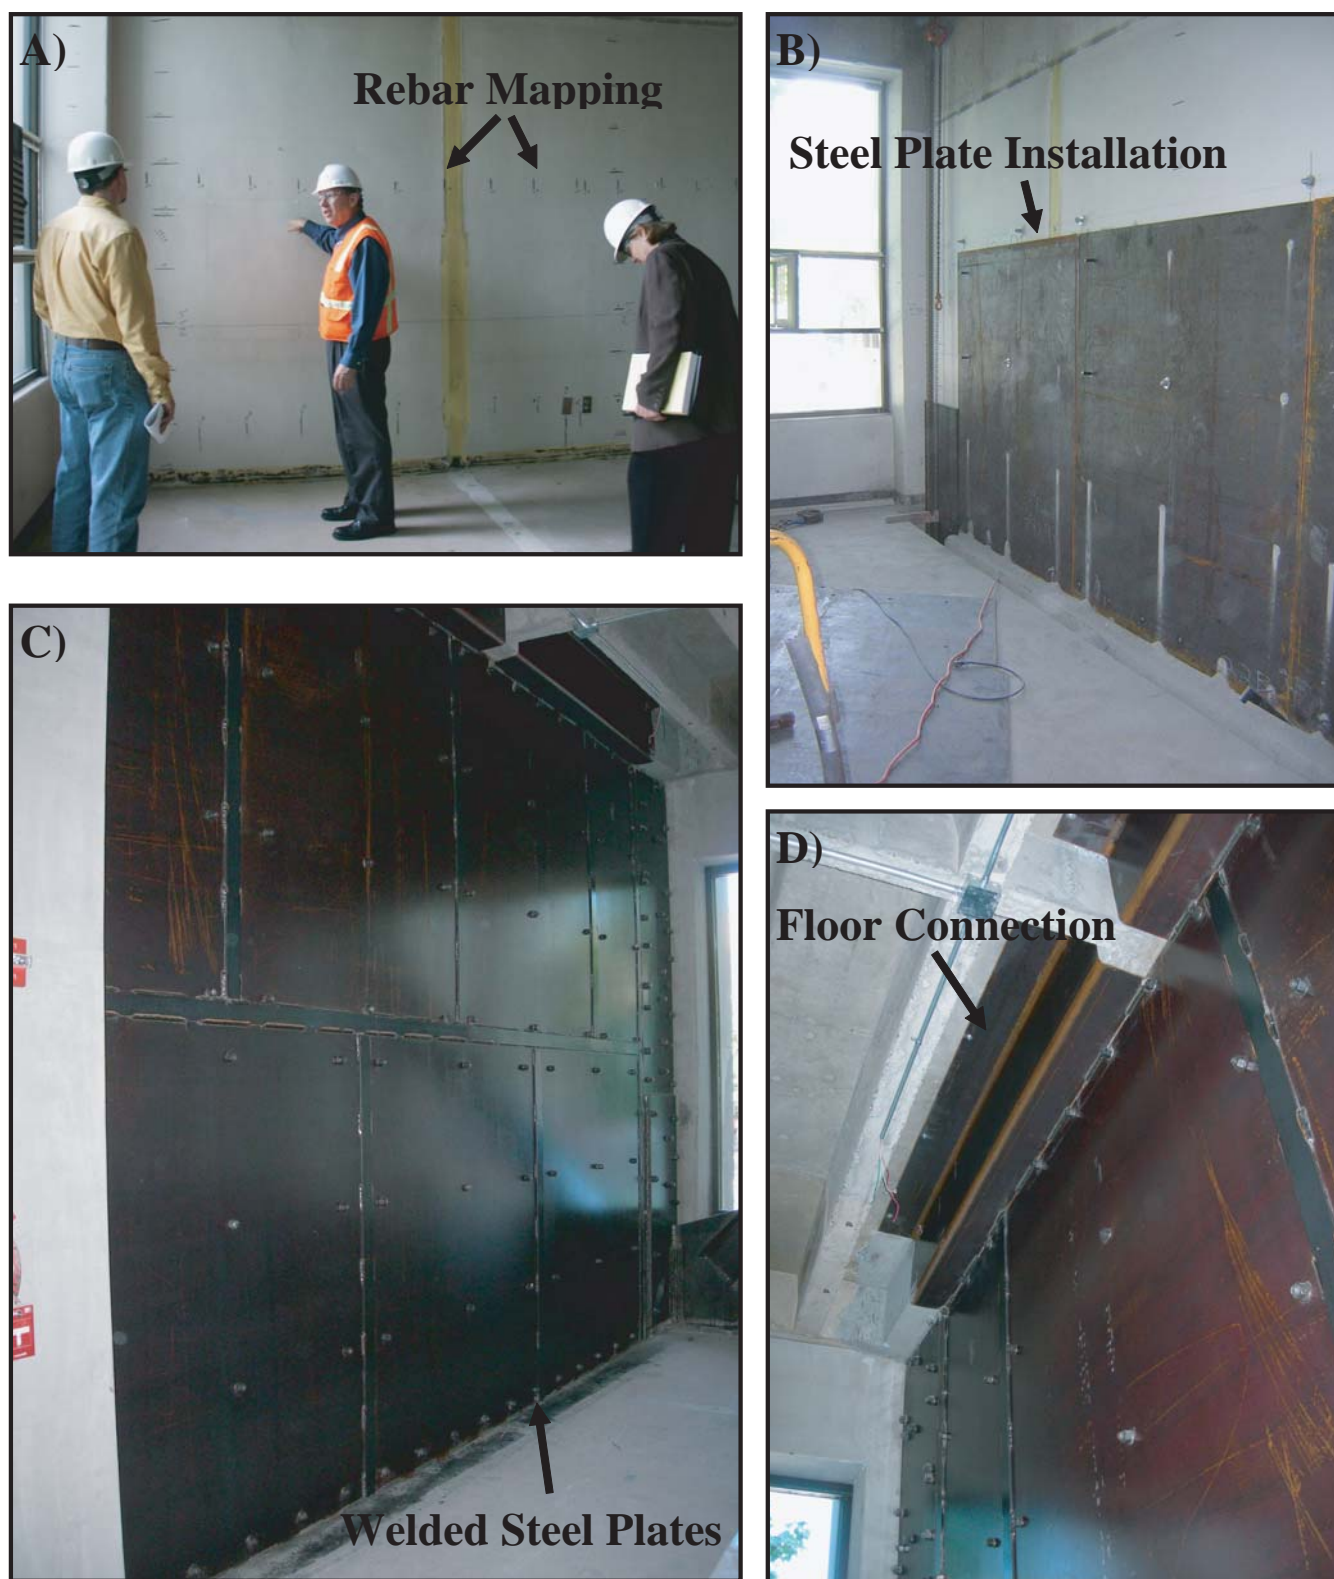 A)
Rebar Mapping
B)
Steel Plate Installation
C)
Welded Steel Plates
D)
Floor Connection